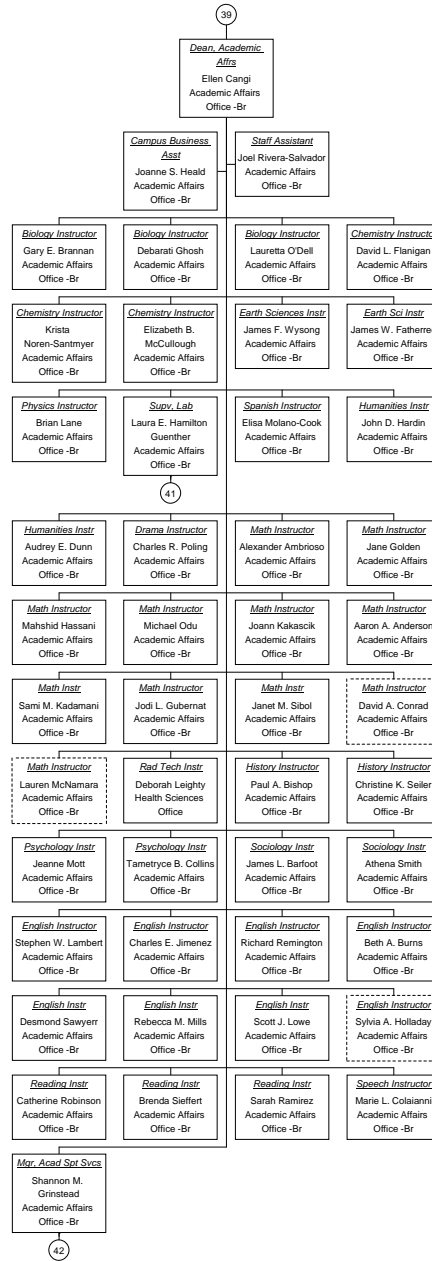 39
Dean, Academic
Affrs
Ellen Cangi
Academic Affairs
Office -Br
Campus Business
Asst
Joanne S. Heald
Academic Affairs
Office -Br
Staff Assistant
Joel Rivera-Salvador
Academic Affairs
Office -Br
Biology Instructor
Gary E. Brannan
Academic Affairs
Office -Br
Biology Instructor
Debarati Ghosh
Academic Affairs
Office -Br
Biology Instructor
Lauretta O'Dell
Academic Affairs
Office -Br
Chemistry Instructo
David L. Flanigan
Academic Affairs
Office -Br
Chemistry Instructor
Krista
Noren-Santmyer
Academic Affairs
Office -Br
Chemistry Instructor
Elizabeth B.
McCullough
Academic Affairs
Office -Br
Earth Sciences Instr
James F. Wysong
Academic Affairs
Office -Br
Earth Sci Instr
James W. Fatherree
Academic Affairs
Office -Br
Physics Instructor
Brian Lane
Academic Affairs
Office -Br
Supv, Lab
Laura E. Hamilton
Guenther
Academic Affairs
Office -Br
41
Spanish Instructor
Elisa Molano-Cook
Academic Affairs
Office -Br
Humanities Instr
John D. Hardin
Academic Affairs
Office -Br
Humanities Instr
Audrey E. Dunn
Academic Affairs
Office -Br
Drama Instructor
Charles R. Poling
Academic Affairs
Office -Br
Math Instructor
Alexander Ambrioso
Academic Affairs
Office -Br
Math Instructor
Jane Golden
Academic Affairs
Office -Br
Math Instructor
Mahshid Hassani
Academic Affairs
Office -Br
Math Instructor
Michael Odu
Academic Affairs
Office -Br
Math Instructor
Joann Kakascik
Academic Affairs
Office -Br
Math Instructor
Aaron A. Anderson
Academic Affairs
Office -Br
Math Instr
Sami M. Kadamani
Academic Affairs
Office -Br
Math Instructor
Jodi L. Gubernat
Academic Affairs
Office -Br
Math Instr
Janet M. Sibol
Academic Affairs
Office -Br
Math Instructor
David A. Conrad
Academic Affairs
Office -Br
Math Instructor
Lauren McNamara
Academic Affairs
Office -Br
Rad Tech Instr
Deborah Leighty
Health Sciences
Office
History Instructor
Paul A. Bishop
Academic Affairs
Office -Br
History Instructor
Christine K. Seiler
Academic Affairs
Office -Br
Psychology Instr
Jeanne Mott
Academic Affairs
Office -Br
Psychology Instr
Tametryce B. Collins
Academic Affairs
Office -Br
Sociology Instr
James L. Barfoot
Academic Affairs
Office -Br
Sociology Instr
Athena Smith
Academic Affairs
Office -Br
English Instructor
Stephen W. Lambert
Academic Affairs
Office -Br
English Instructor
Charles E. Jimenez
Academic Affairs
Office -Br
English Instructor
Richard Remington
Academic Affairs
Office -Br
English Instructor
Beth A. Burns
Academic Affairs
Office -Br
English Instr
Desmond Sawyerr
Academic Affairs
Office -Br
English Instr
Rebecca M. Mills
Academic Affairs
Office -Br
English Instr
Scott J. Lowe
Academic Affairs
Office -Br
English Instructor
Sylvia A. Holladay
Academic Affairs
Office -Br
Reading Instr
Catherine Robinson
Academic Affairs
Office -Br
Reading Instr
Brenda Sieffert
Academic Affairs
Office -Br
Reading Instr
Sarah Ramirez
Academic Affairs
Office -Br
Speech Instructor
Marie L. Colaianni
Academic Affairs
Office -Br
Mgr, Acad Spt Svcs
Shannon M.
Grinstead
Academic Affairs
Office -Br
42